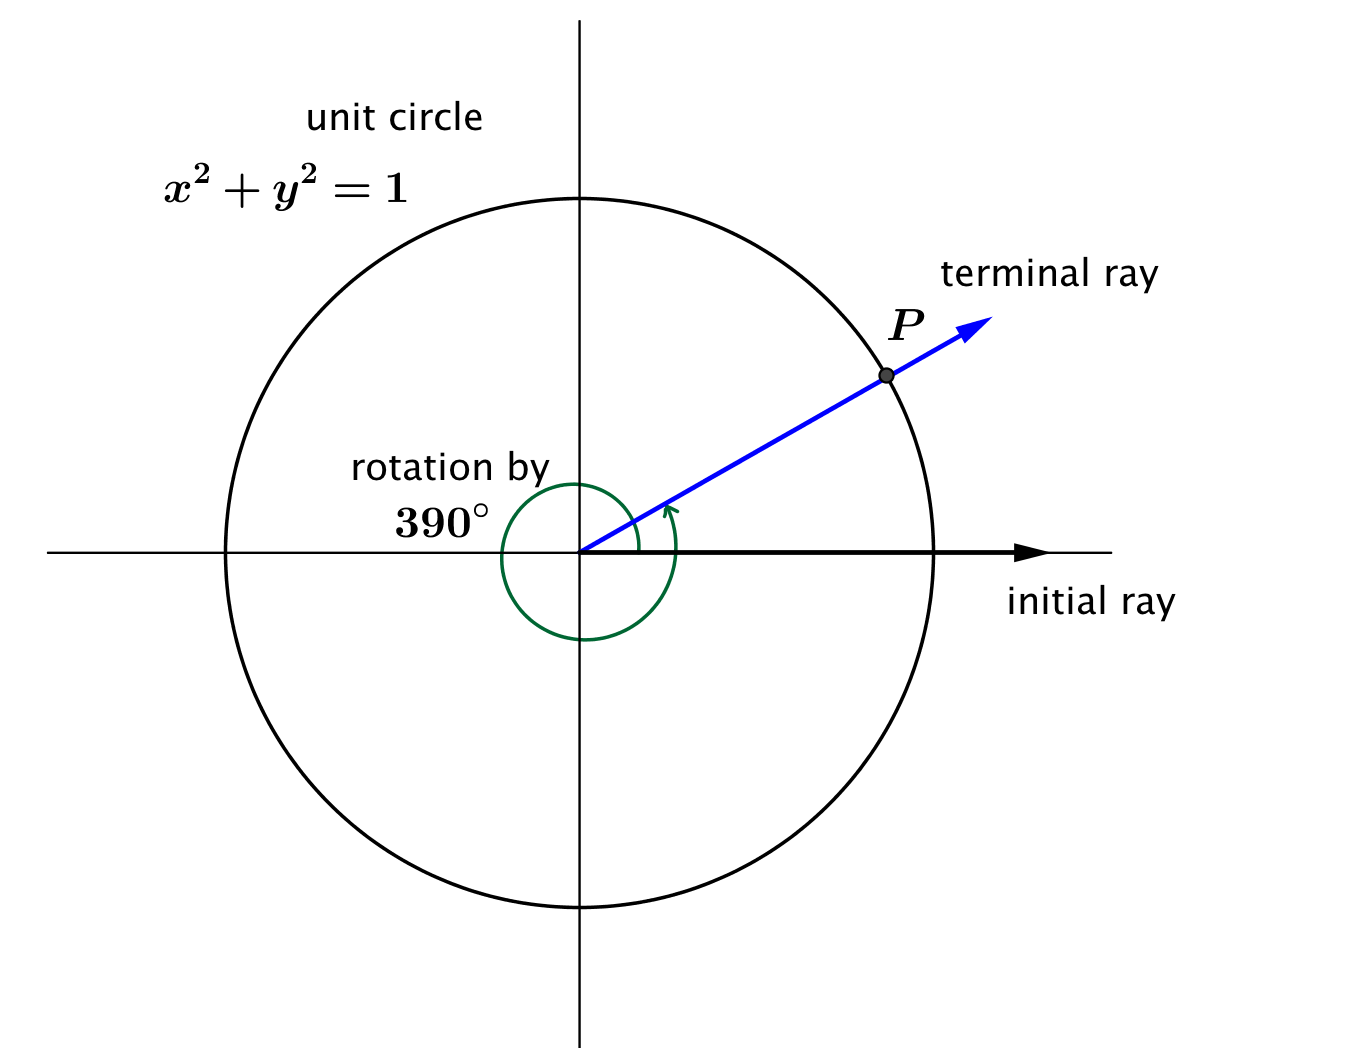 unit circle
x² + y² = 1
terminal ray
P
rotation by
390°
initial ray